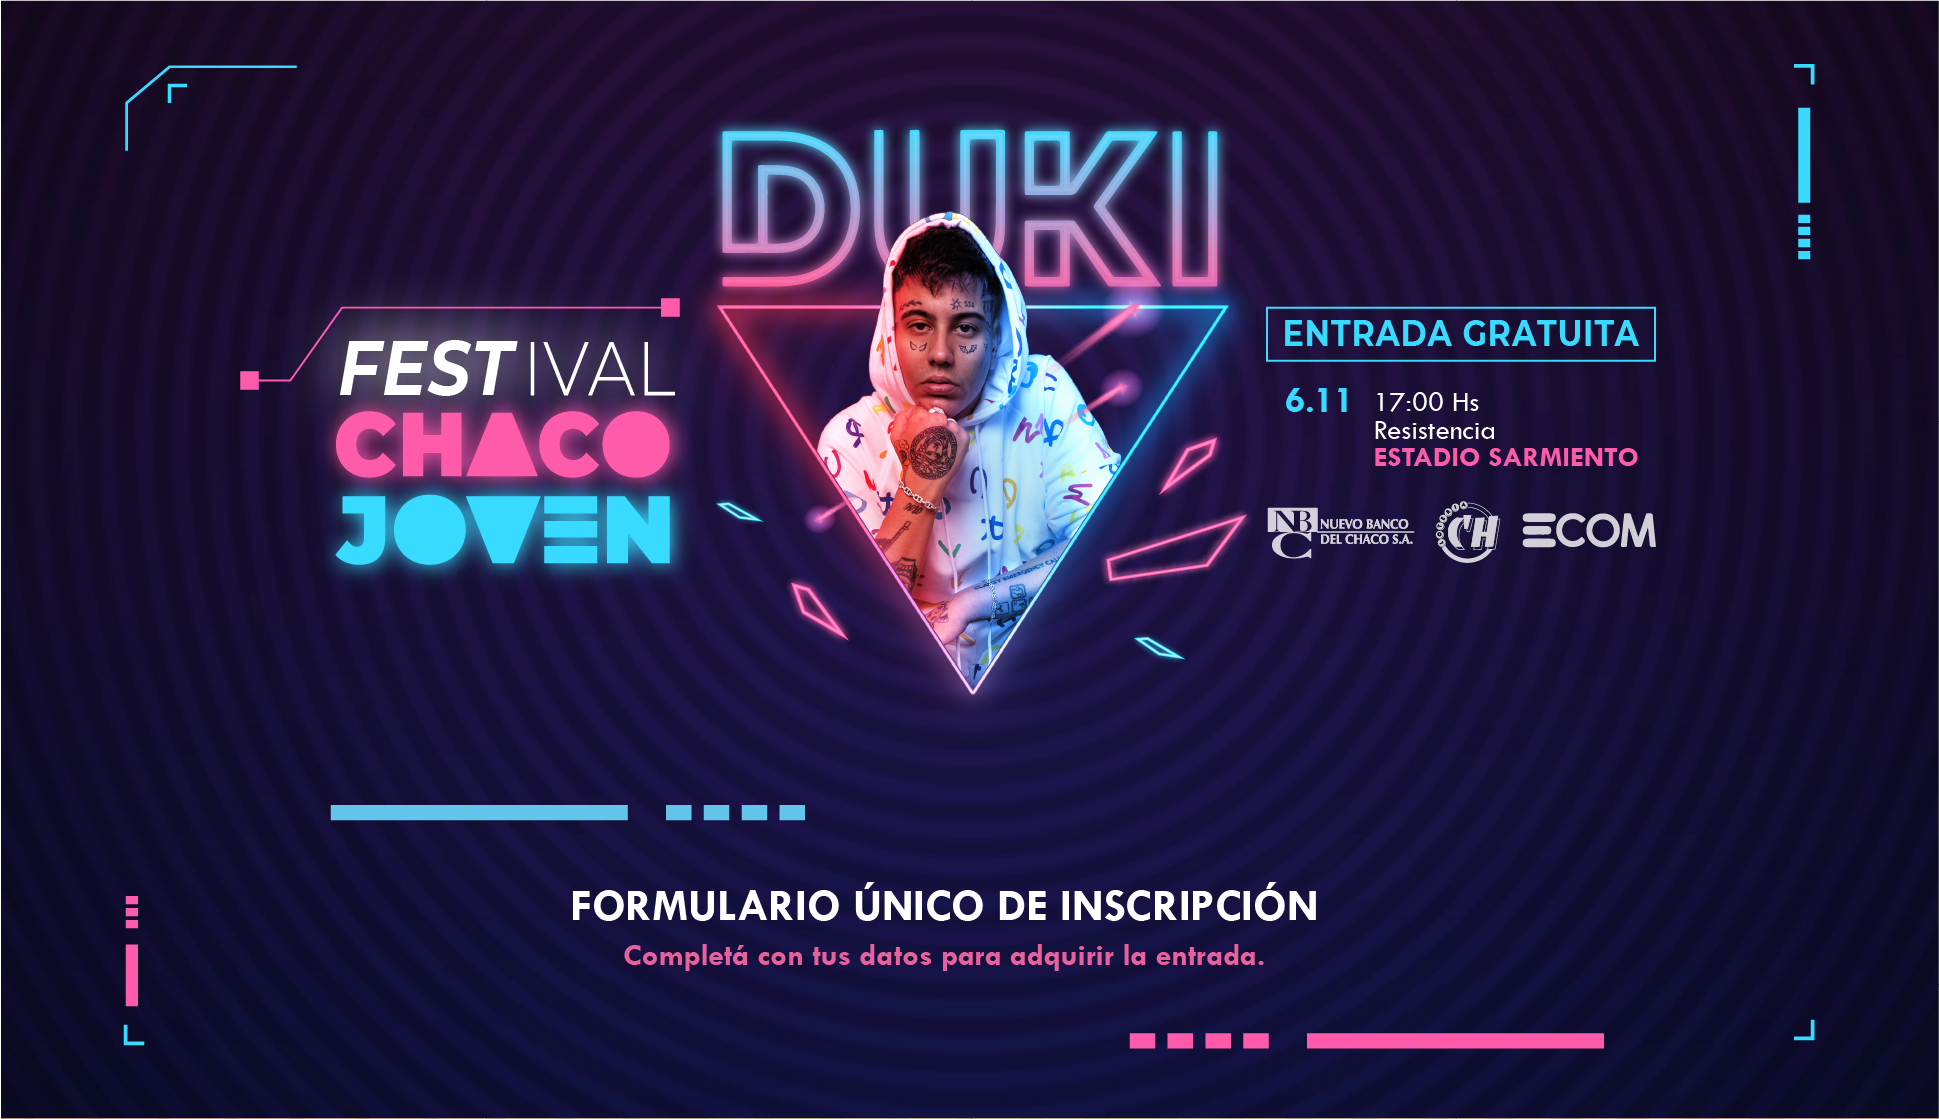 DUKI
FESTIVAL
CHACO
JOVEN
ENTRADA GRATUITA
6.11 17:00 Hs
Resistencia
ESTADIO SARMIENTO
NBC NUEVO BANCO
DEL CHACO S.A.
CH
ECOM
FORMULARIO ÚNICO DE INSCRIPCIÓN
Completá con tus datos para adquirir la entrada.